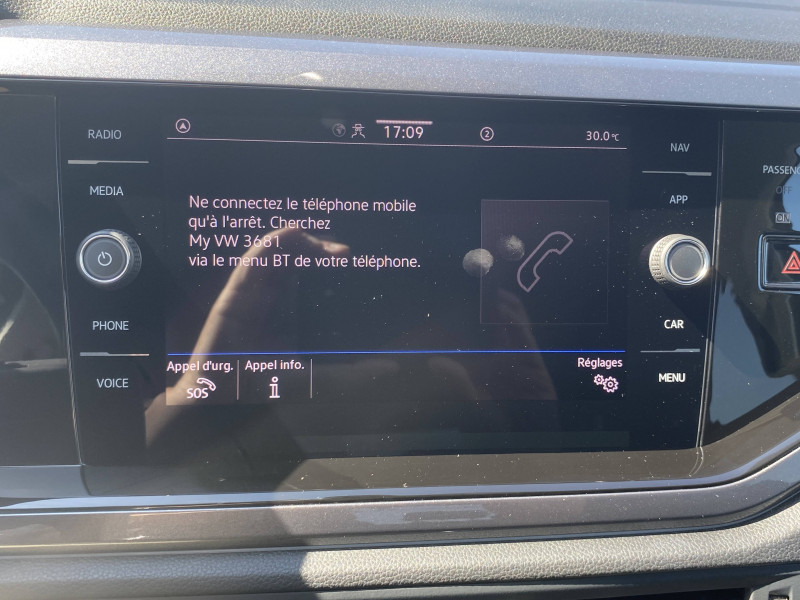 RADIO
17:09
2
30.0°C
NAV
MEDIA
APP
PHONE
CAR
VOICE
MENU
Ne connectez le téléphone mobile
qu'à l'arrêt. Cherchez
My VW 3681
via le menu BT de votre téléphone.
Appel d'urg.
Appel info.
Réglages
SOS
i
PASSENG
OFF
ON